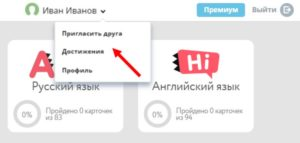 Иван Иванов
Премиум
Выйти
Пригласить друга
Достижения
Профиль
A
Hi
Русский язык
Английский язык
0%
Пройдено 0 карточек
из 83
0%
Пройдено 0 карточек
из 94